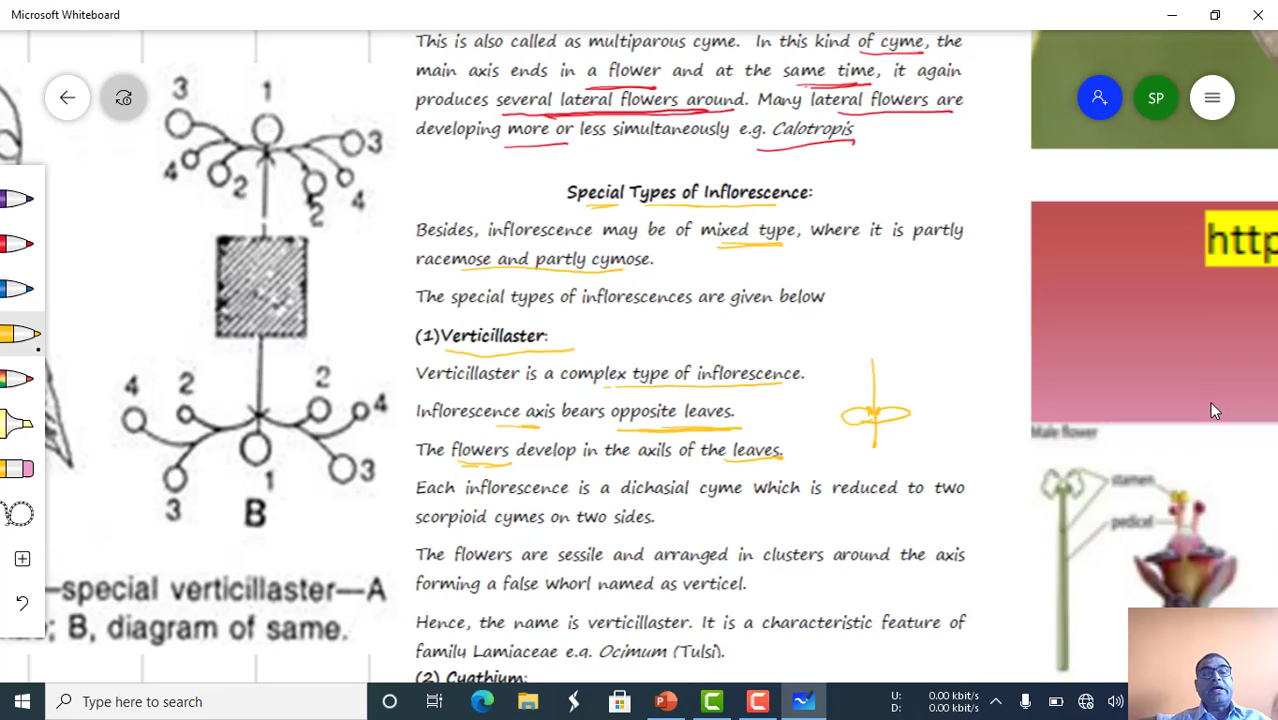 Microsoft Whiteboard
This is also called as multiparous cyme. In this kind of cyme, the
main axis ends in a flower and at the same time, it again
produces several lateral flowers around. Many lateral flowers are
developing more or less simultaneously e.g. Calotropis
Special Types of Inflorescence:
Besides, inflorescence may be of mixed type, where it is partly
racemose and partly cymose.
The special types of inflorescences are given below
(1)Verticillaster:
Verticillaster is a complex type of inflorescence.
Inflorescence axis bears opposite leaves.
The flowers develop in the axils of the leaves.
Each inflorescence is a dichasial cyme which is reduced to two
scorpioid cymes on two sides.
The flowers are sessile and arranged in clusters around the axis
forming a false whorl named as verticel.
Hence, the name is verticillaster. It is a characteristic feature of
family Lamiaceae e.g. Ocimum (Tulsi).
(2) Cyathium:
3 1 3
4 2 2 4
4 2 2 4
3 1 3
B
special verticillaster—A
B, diagram of same.
SP
http
Male flower
stamen
pedicel
Type here to search
U: 0.00 kbit/s
D: 0.00 kbit/s